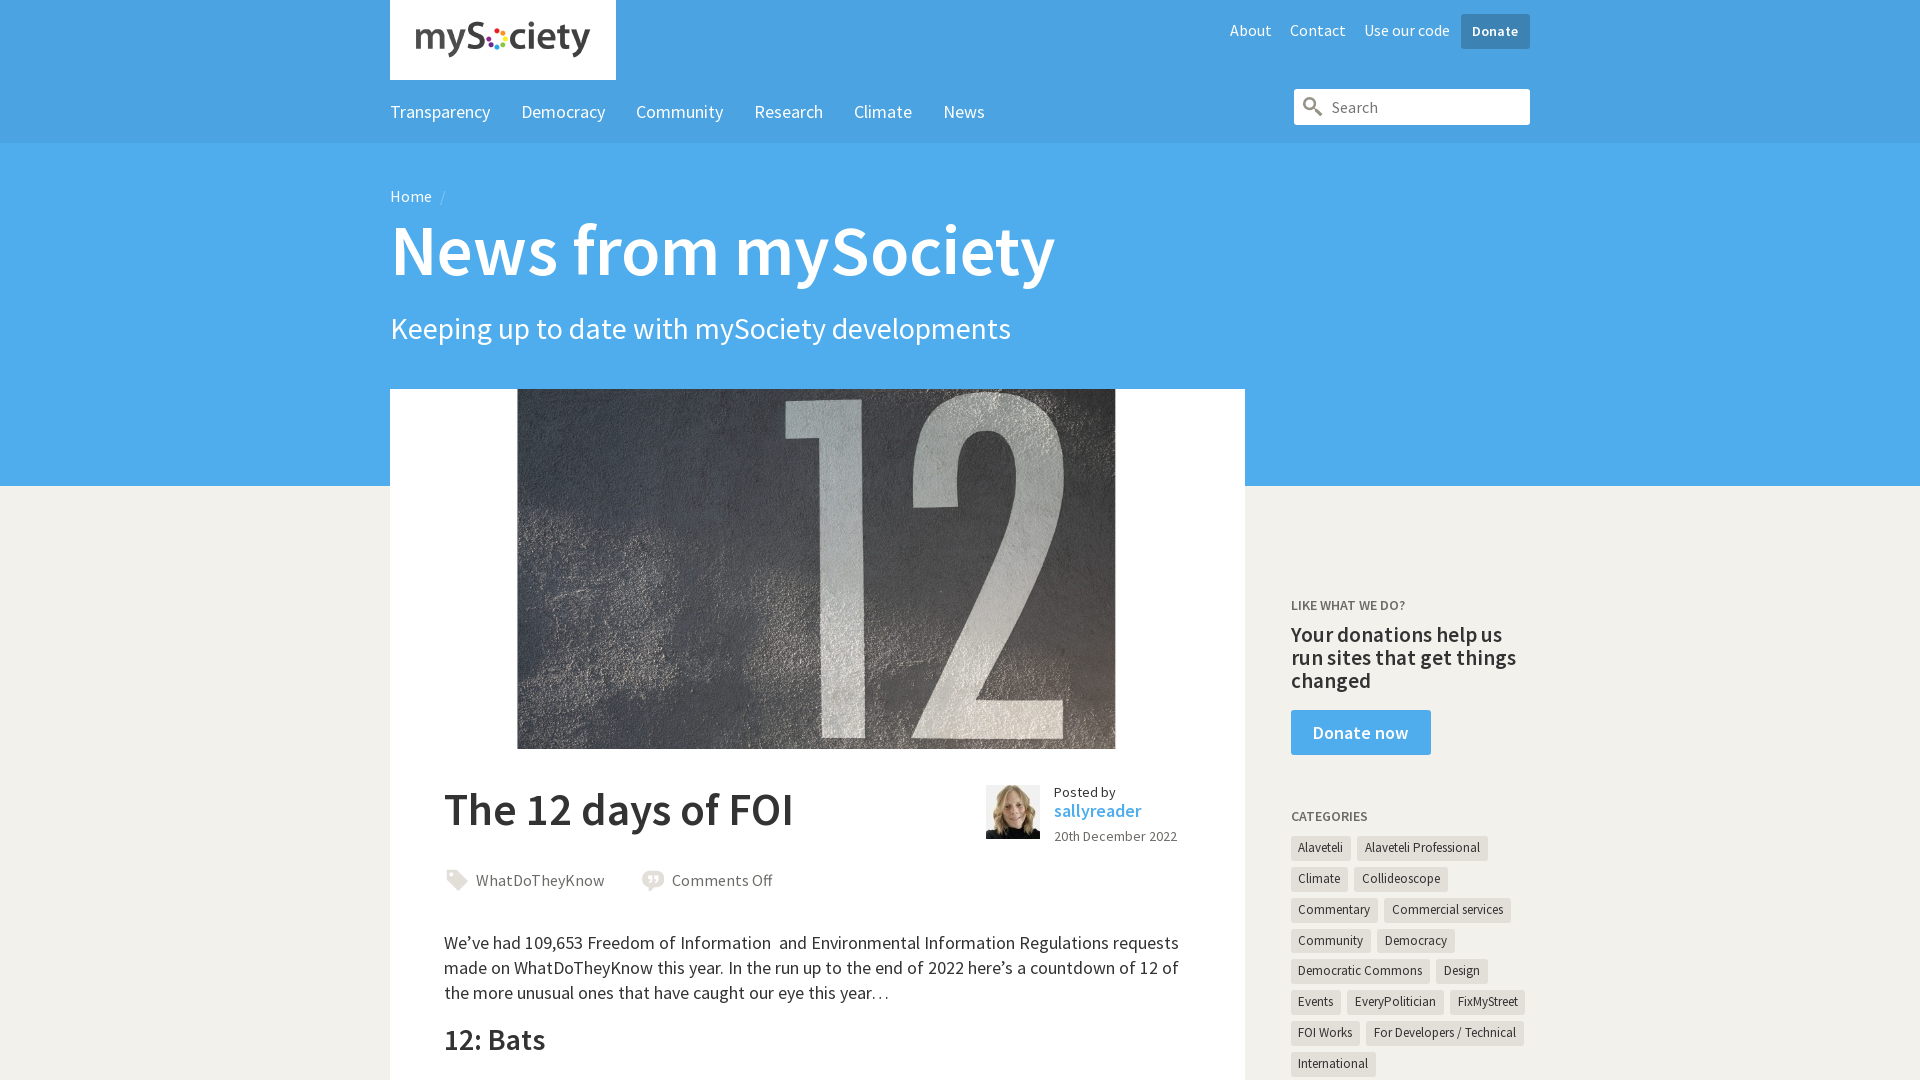 mySociety
About Contact Use our code Donate
Transparency Democracy Community Research Climate News
Search
Home /
News from mySociety
Keeping up to date with mySociety developments
12
The 12 days of FOI
Posted by
sallyreader
20th December 2022
WhatDoTheyKnow Comments Off
We’ve had 109,653 Freedom of Information  and Environmental Information Regulations requests
made on WhatDoTheyKnow this year. In the run up to the end of 2022 here’s a countdown of 12 of
the more unusual ones that have caught our eye this year…
12: Bats
LIKE WHAT WE DO?
Your donations help us
run sites that get things
changed
Donate now
CATEGORIES
Alaveteli Alaveteli Professional
Climate Collideoscope
Commentary Commercial services
Community Democracy
Democratic Commons Design
Events EveryPolitician FixMyStreet
FOI Works For Developers / Technical
International